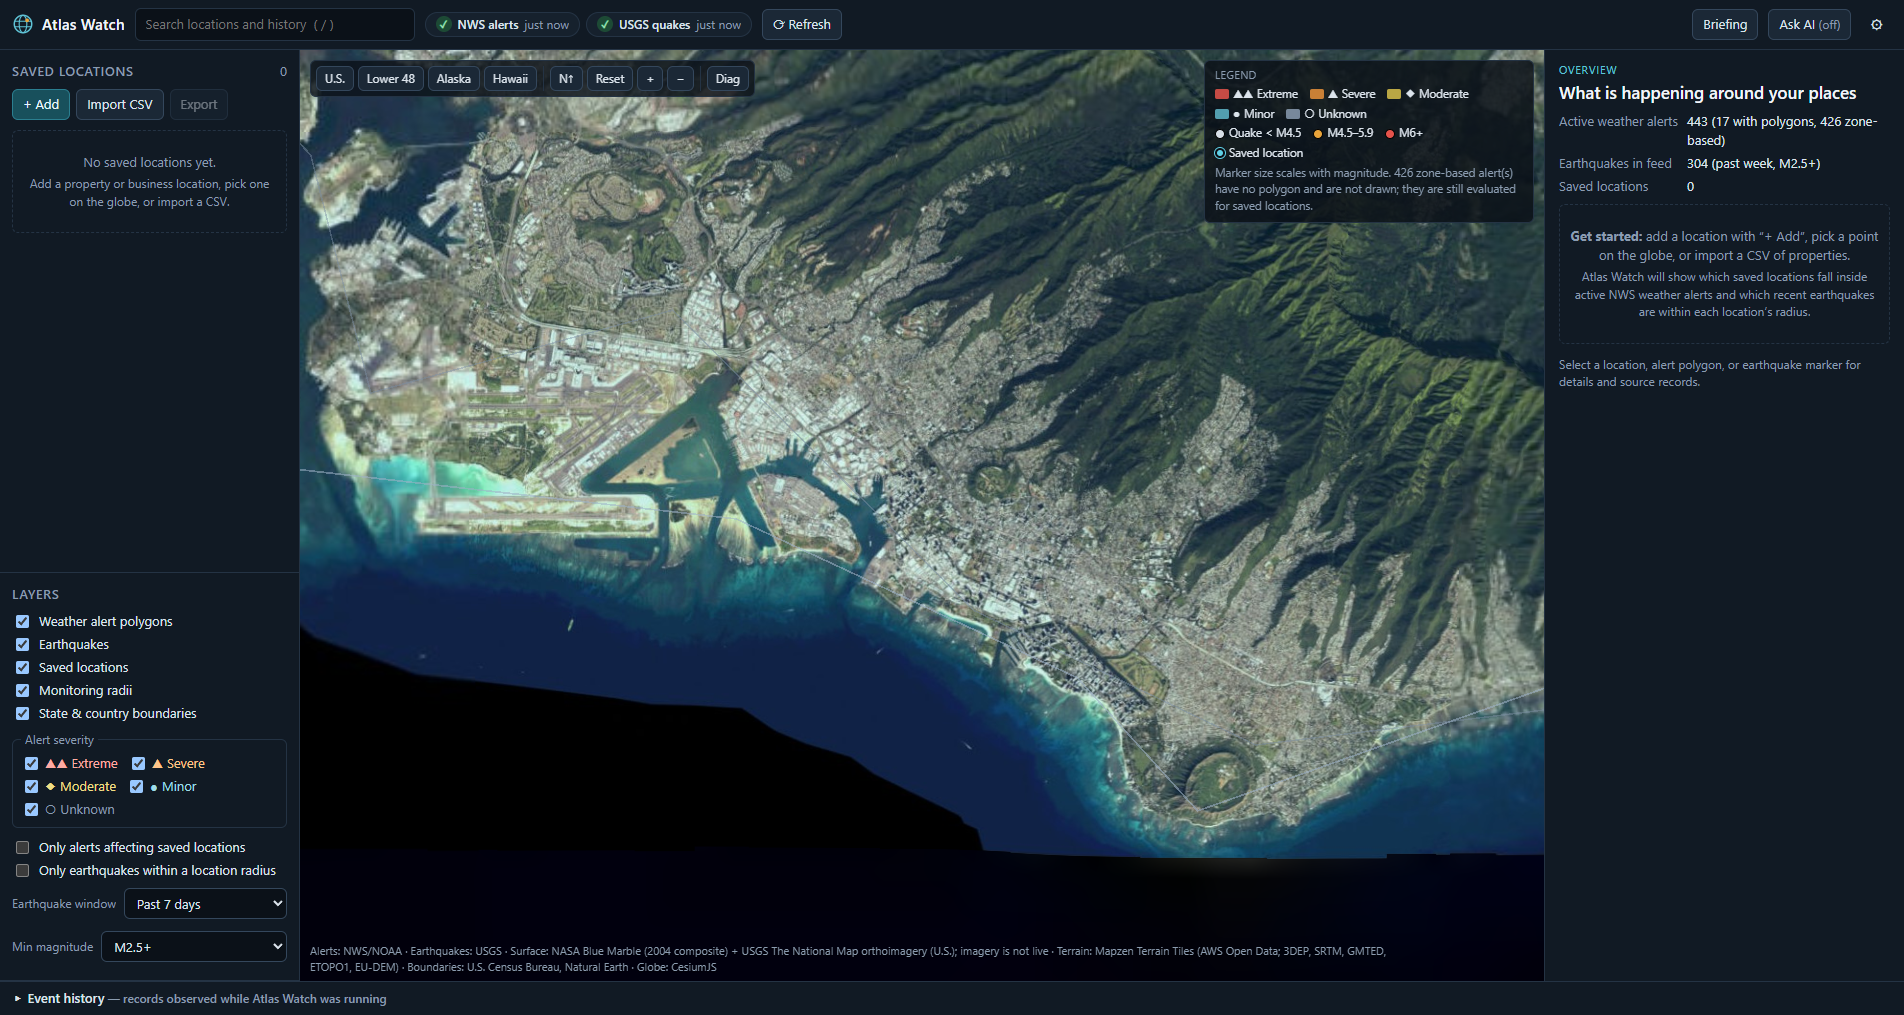 Atlas Watch
Search locations and history ( / )
NWS alerts just now
USGS quakes just now
⟳ Refresh
Briefing
Ask AI (off)
SAVED LOCATIONS 0
+ Add
Import CSV
Export
No saved locations yet.
Add a property or business location, pick one
on the globe, or import a CSV.
LAYERS
Weather alert polygons
Earthquakes
Saved locations
Monitoring radii
State & country boundaries
Alert severity
▲▲ Extreme ▲ Severe
◆ Moderate ● Minor
○ Unknown
Only alerts affecting saved locations
Only earthquakes within a location radius
Earthquake window Past 7 days
Min magnitude M2.5+
U.S. Lower 48 Alaska Hawaii N↑ Reset + − Diag
LEGEND
▲▲ Extreme ▲ Severe ◆ Moderate
● Minor ○ Unknown
Quake < M4.5 M4.5–5.9 M6+
Saved location
Marker size scales with magnitude. 426 zone-based alert(s)
have no polygon and are not drawn; they are still evaluated
for saved locations.
Alerts: NWS/NOAA · Earthquakes: USGS · Surface: NASA Blue Marble (2004 composite) + USGS The National Map orthoimagery (U.S.); imagery is not live · Terrain: Mapzen Terrain Tiles (AWS Open Data; 3DEP, SRTM, GMTED,
ETOPO1, EU-DEM) · Boundaries: U.S. Census Bureau, Natural Earth · Globe: CesiumJS
OVERVIEW
What is happening around your places
Active weather alerts 443 (17 with polygons, 426 zone-
based)
Earthquakes in feed 304 (past week, M2.5+)
Saved locations 0
Get started: add a location with “+ Add”, pick a point
on the globe, or import a CSV of properties.
Atlas Watch will show which saved locations fall inside
active NWS weather alerts and which recent earthquakes
are within each location’s radius.
Select a location, alert polygon, or earthquake marker for
details and source records.
▸ Event history — records observed while Atlas Watch was running